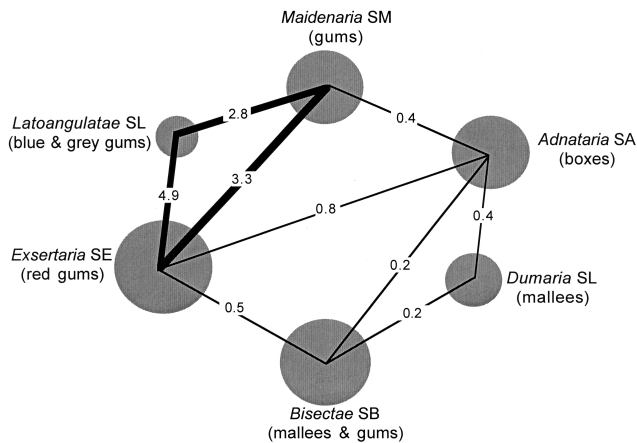 Maidenaria SM
(gums)
2.8
0.4
Latoangulatae SL
(blue & grey gums)
Adnataria SA
(boxes)
3.3
4.9
0.8
0.4
Exsertaria SE
(red gums)
0.2
Dumaria SL
(mallees)
0.5
0.2
Bisectae SB
(mallees & gums)